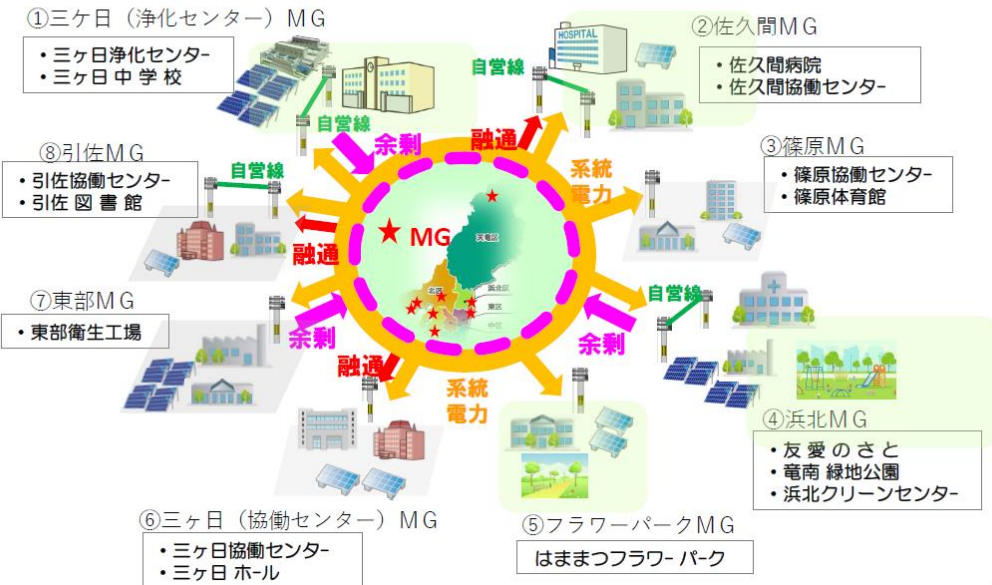 ①三ケ日（浄化センター）MG
・三ヶ日浄化センター
・三ヶ日中学校
自営線
自営線
余剰
HOSPITAL
自営線
融通
②佐久間MG
・佐久間病院
・佐久間協働センター
系統
電力
③篠原MG
・篠原協働センター
・篠原体育館
⑧引佐MG
・引佐協働センター
・引佐図書館
自営線
融通
★MG
天竜区
北区
浜北区
東区
中区
⑦東部MG
・東部衛生工場
余剰
融通
系統
電力
余剰
自営線
④浜北MG
・友愛のさと
・竜南緑地公園
・浜北クリーンセンター
⑥三ヶ日（協働センター）MG
・三ヶ日協働センター
・三ヶ日ホール
⑤フラワーパークMG
はままつフラワーパーク